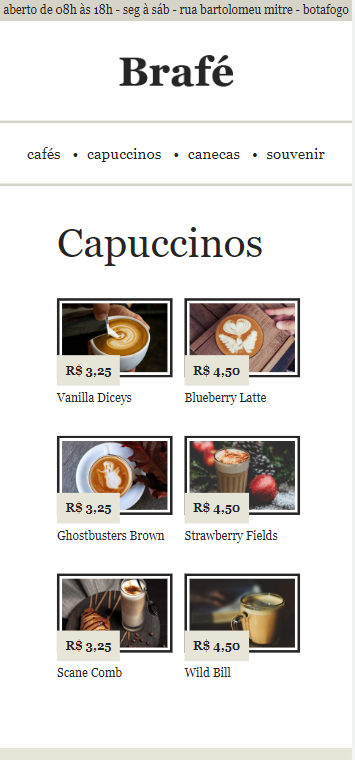 aberto de 08h às 18h - seg à sáb - rua bartolomeu mitre - botafogo
Brafé
cafés • capuccinos • canecas • souvenir
Capuccinos
R$ 3,25 R$ 4,50
Vanilla Diceys Blueberry Latte
R$ 3,25 R$ 4,50
Ghostbusters Brown Strawberry Fields
R$ 3,25 R$ 4,50
Scane Comb Wild Bill